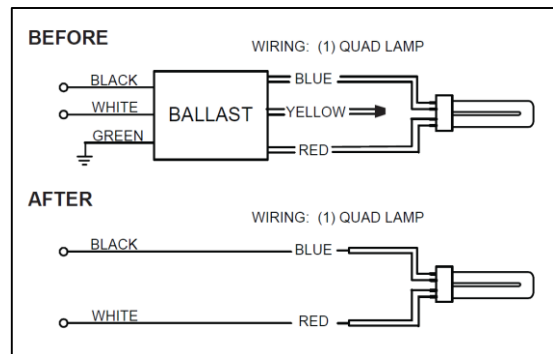 BEFORE
WIRING: (1) QUAD LAMP
BLACK
BLUE
WHITE
BALLAST
YELLOW
GREEN
RED
AFTER
WIRING: (1) QUAD LAMP
BLACK
BLUE
WHITE
RED